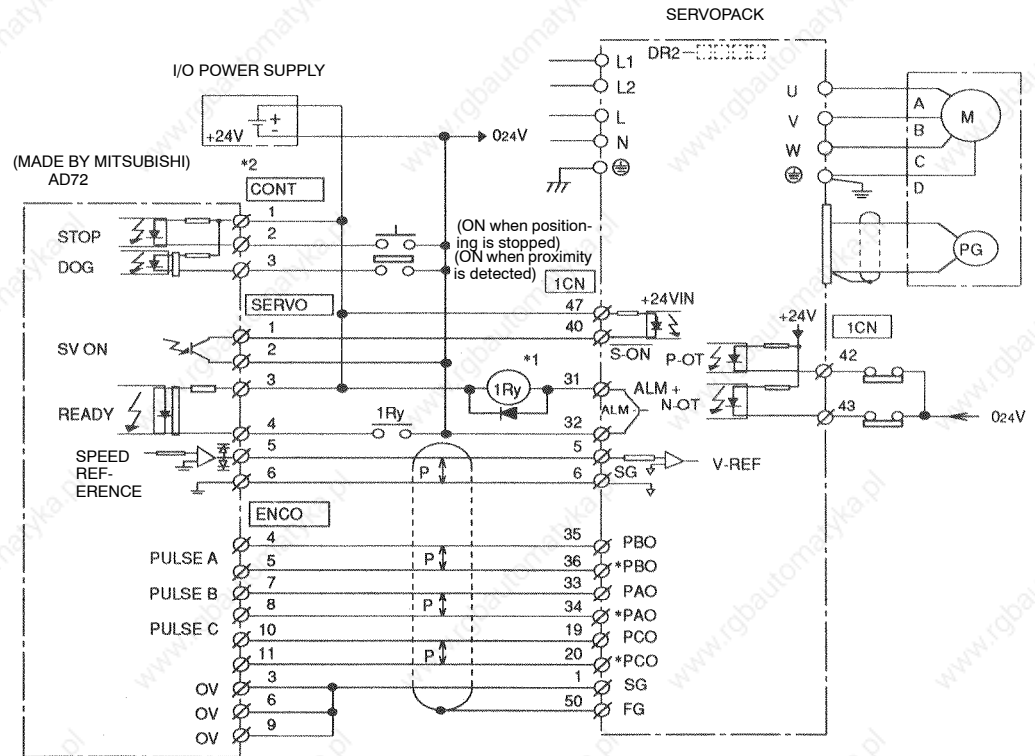 SERVOPACK
DR2
I/O POWER SUPPLY
L1
L2
L
N
U
V
W
A
B
C
D
M
PG
+
-
+24V
024V
(MADE BY MITSUBISHI)
AD72
*2
CONT
STOP
DOG
1
2
3
(ON when position-
ing is stopped)
(ON when proximity
is detected)
1CN
SERVO
SV ON
1
2
47
+24VIN
40
S-ON
+24V
1CN
P-OT
42
*1
READY
3
1Ry
31
ALM +
N-OT
43
024V
4
1Ry
32
ALM -
SPEED
REF-
ERENCE
5
P
5
V-REF
6
6
SG
ENCO
PULSE A
4
P
35
PBO
5
36
*PBO
PULSE B
7
P
33
PAO
8
34
*PAO
PULSE C
10
P
19
PCO
11
20
*PCO
OV
3
1
SG
OV
6
50
FG
OV
9
www.rgbautomatyka.pl